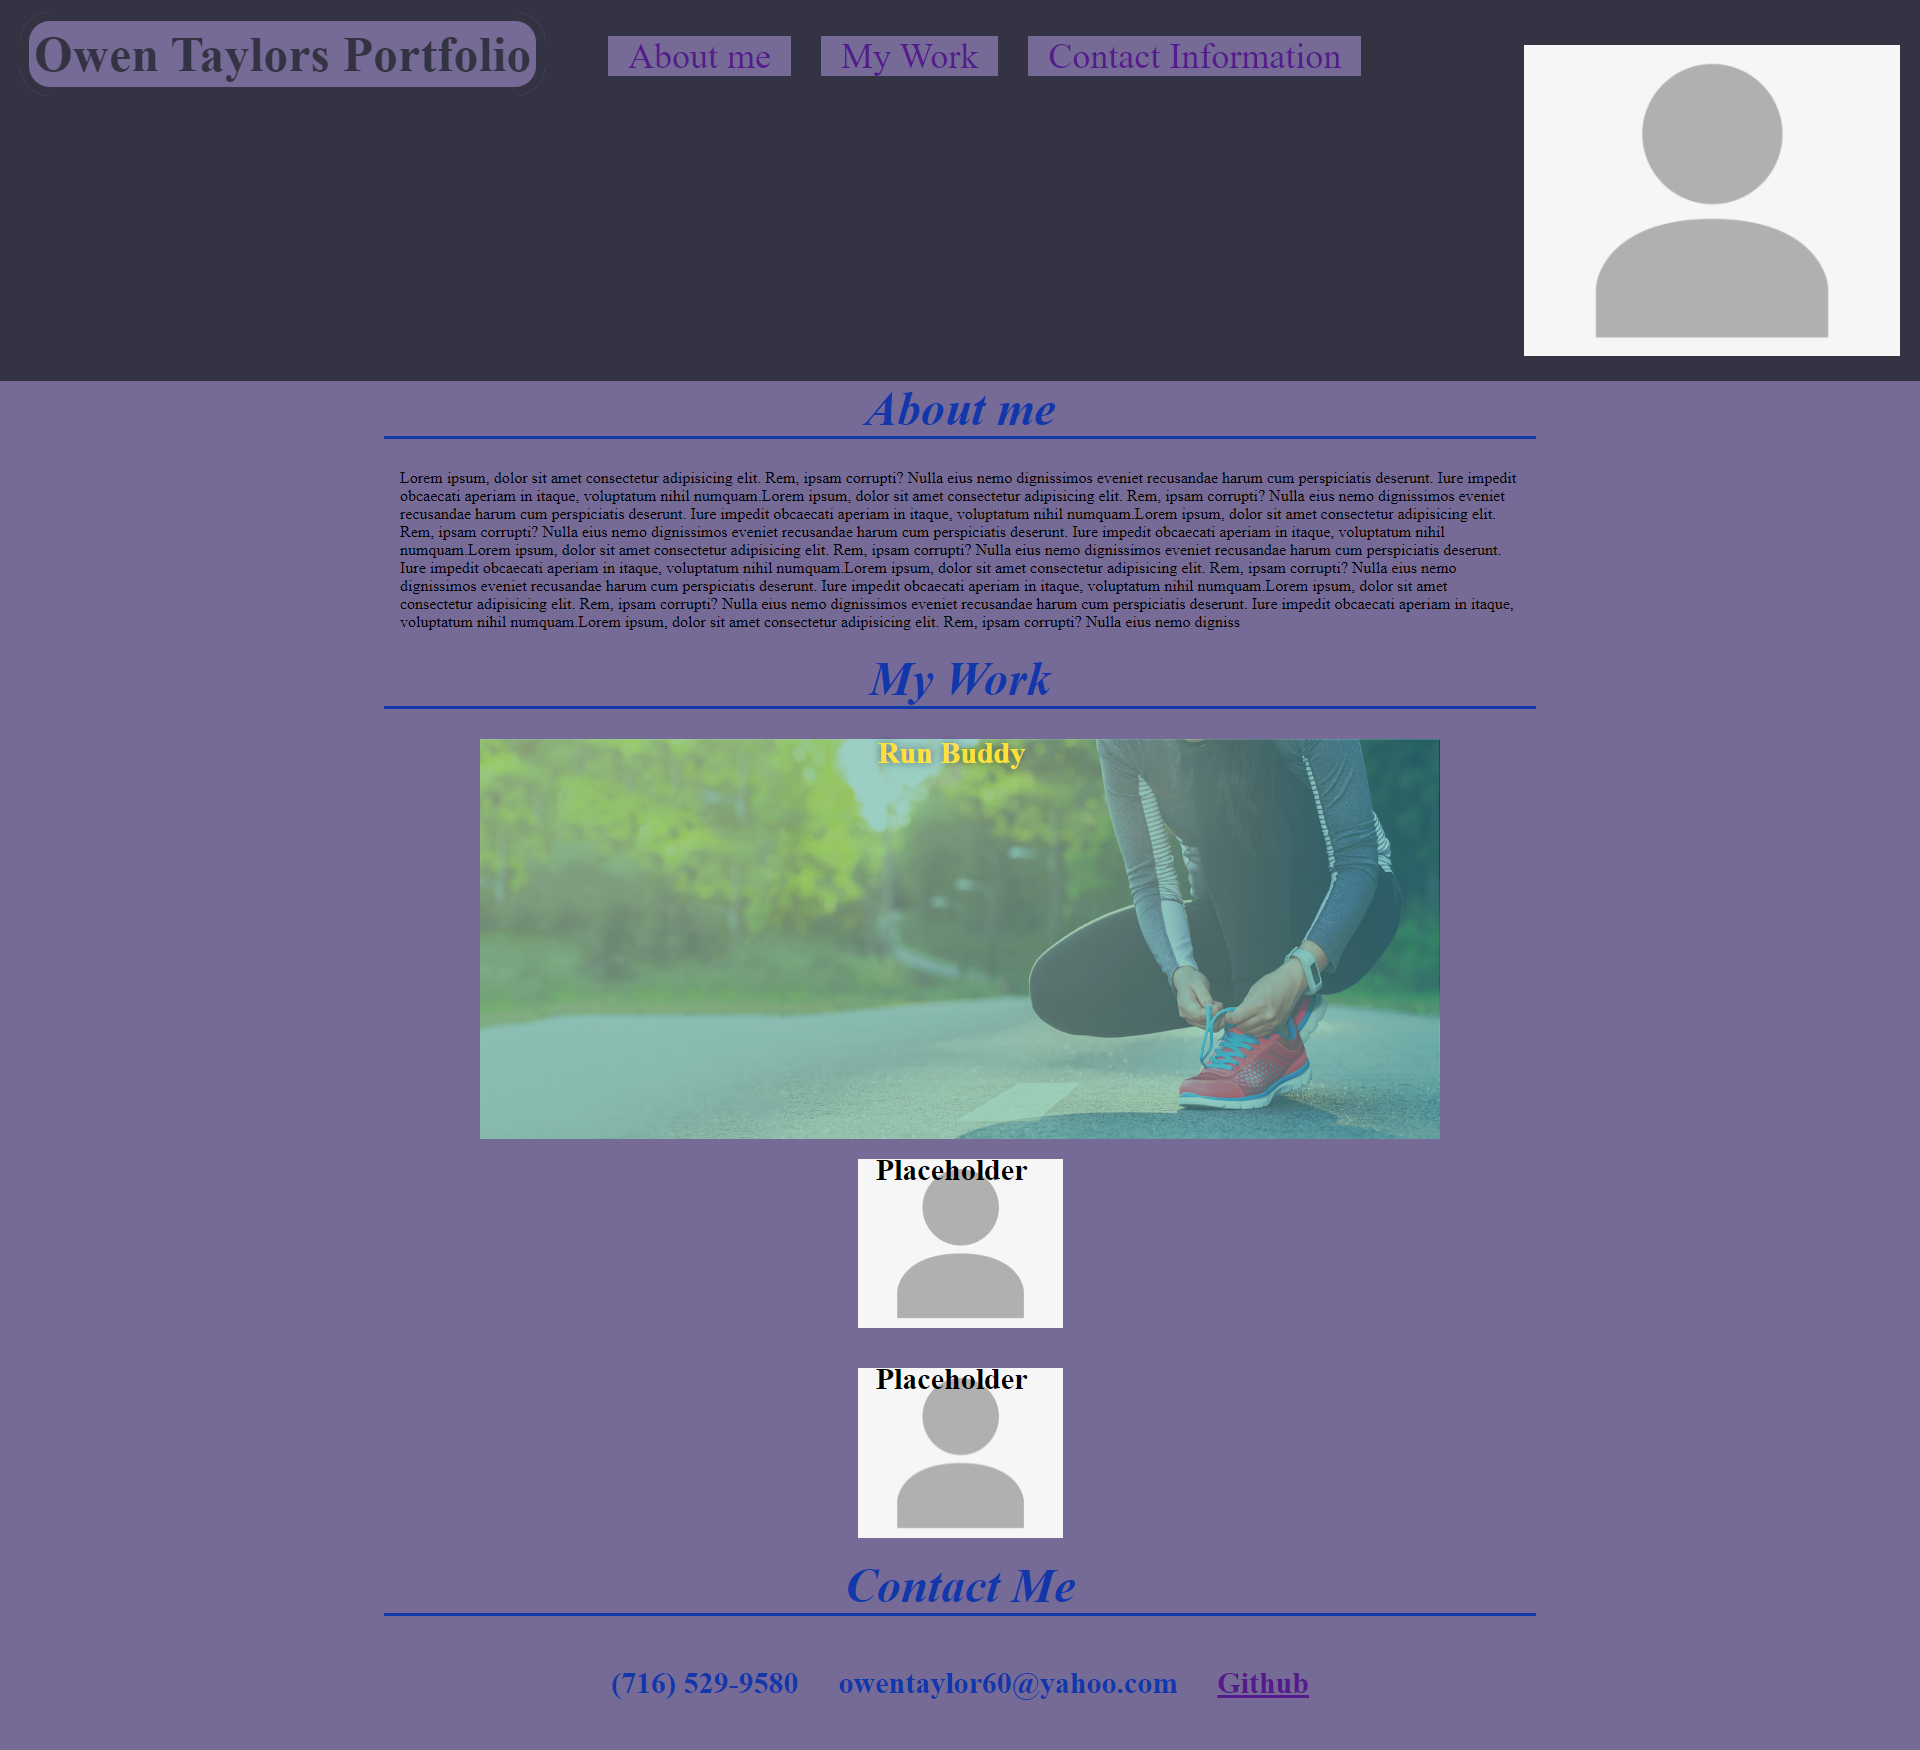 Owen Taylors Portfolio
About me
My Work
Contact Information
About me
Lorem ipsum, dolor sit amet consectetur adipisicing elit. Rem, ipsam corrupti? Nulla eius nemo dignissimos eveniet recusandae harum cum perspiciatis deserunt. Iure impedit
obcaecati aperiam in itaque, voluptatum nihil numquam.Lorem ipsum, dolor sit amet consectetur adipisicing elit. Rem, ipsam corrupti? Nulla eius nemo dignissimos eveniet
recusandae harum cum perspiciatis deserunt. Iure impedit obcaecati aperiam in itaque, voluptatum nihil numquam.Lorem ipsum, dolor sit amet consectetur adipisicing elit.
Rem, ipsam corrupti? Nulla eius nemo dignissimos eveniet recusandae harum cum perspiciatis deserunt. Iure impedit obcaecati aperiam in itaque, voluptatum nihil
numquam.Lorem ipsum, dolor sit amet consectetur adipisicing elit. Rem, ipsam corrupti? Nulla eius nemo dignissimos eveniet recusandae harum cum perspiciatis deserunt.
Iure impedit obcaecati aperiam in itaque, voluptatum nihil numquam.Lorem ipsum, dolor sit amet consectetur adipisicing elit. Rem, ipsam corrupti? Nulla eius nemo
dignissimos eveniet recusandae harum cum perspiciatis deserunt. Iure impedit obcaecati aperiam in itaque, voluptatum nihil numquam.Lorem ipsum, dolor sit amet
consectetur adipisicing elit. Rem, ipsam corrupti? Nulla eius nemo dignissimos eveniet recusandae harum cum perspiciatis deserunt. Iure impedit obcaecati aperiam in itaque,
voluptatum nihil numquam.Lorem ipsum, dolor sit amet consectetur adipisicing elit. Rem, ipsam corrupti? Nulla eius nemo digniss
My Work
Run Buddy
Placeholder
Placeholder
Contact Me
(716) 529-9580 owentaylor60@yahoo.com Github